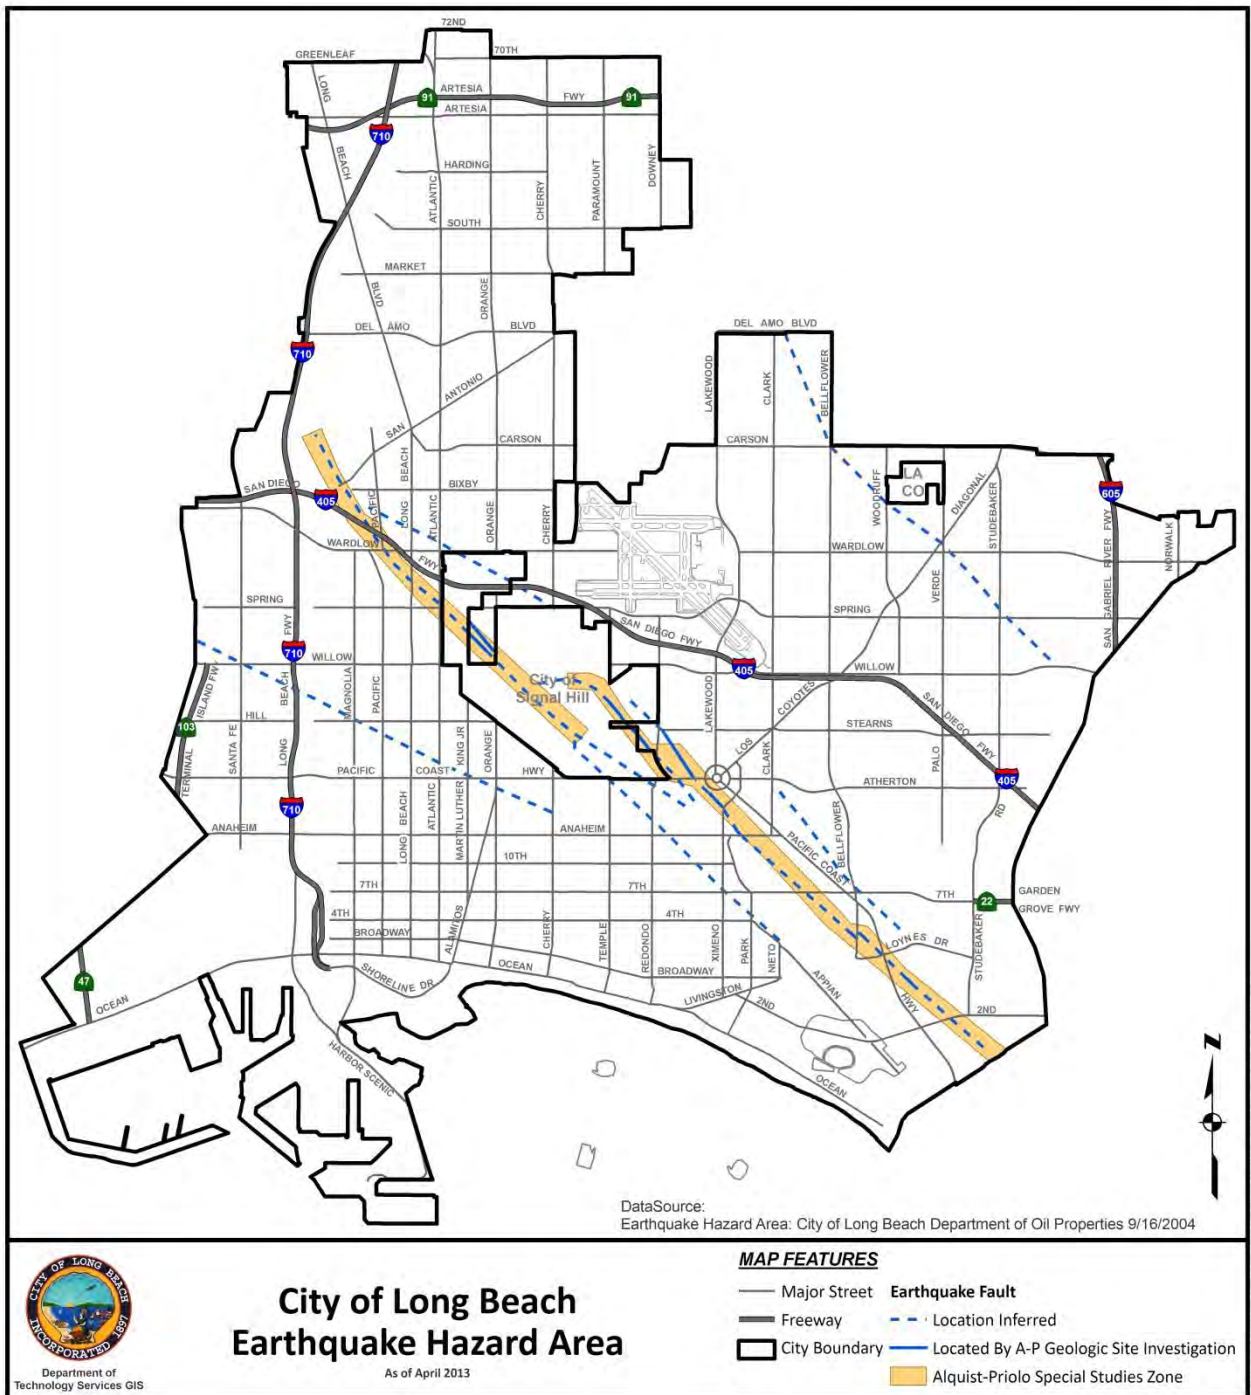 72ND
GREENLEAF
70TH
LONG
ARTESIA
91
FWY
91
ARTESIA
710
BEACH
HARDING
ATLANTIC
CHERRY
PARAMOUNT
DOWNEY
SOUTH
MARKET
BLVD
ORANGE
DEL AMO
BLVD
DEL AMO BLVD
710
LAKEWOOD
CLARK
BELLFLOWER
ANTONIO
SAN
CARSON
CARSON
BEACH
LA
CO
SAN DIEGO
405
BIXBY
PACIFIC
LONG
ATLANTIC
ORANGE
CHERRY
WOODRUFF
DIAGONAL
STUDEBAKER
605
WARDLOW
FWY
WARDLOW
VERDE
SAN GABRIEL RIVER FWY
NORWALK
SPRING
SPRING
FWY
SAN DIEGO FWY
710
WILLOW
405
WILLOW
ISLAND FWY
BEACH
MAGNOLIA
PACIFIC
City of
Signal Hill
LAKEWOOD
COYOTES
SAN DIEGO
FWY
103
HILL
STEARNS
TERMINAL
SANTA FE
LONG
KING JR
ORANGE
LOS
CLARK
PALO
PACIFIC
COAST
HWY
ATHERTON
405
710
LONG BEACH
ATLANTIC
MARTIN LUTHER
RD
ANAHEIM
ANAHEIM
PACIFIC COAST
BELLFLOWER
10TH
7TH
7TH
7TH
22
GARDEN
GROVE FWY
4TH
4TH
BROADWAY
ALAMITOS
CHERRY
TEMPLE
REDONDO
XIMENO
PARK
NIETO
LOYNES DR
STUDEBAKER
OCEAN
BROADWAY
APPIAN
SHORELINE DR
47
OCEAN
LIVINGSTON
2ND
HWY
2ND
HARBOR SCENIC
OCEAN
N
DataSource:
Earthquake Hazard Area: City of Long Beach Department of Oil Properties 9/16/2004
CITY OF LONG BEACH
INCORPORATED 1897
Department of
Technology Services GIS
City of Long Beach
Earthquake Hazard Area
As of April 2013
MAP FEATURES
Major Street
Earthquake Fault
Freeway
Location Inferred
City Boundary
Located By A-P Geologic Site Investigation
Alquist-Priolo Special Studies Zone